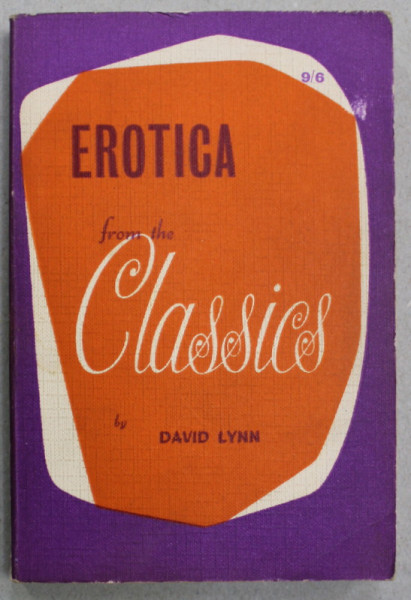 9/6
EROTICA
from the
Classics
by
DAVID LYNN